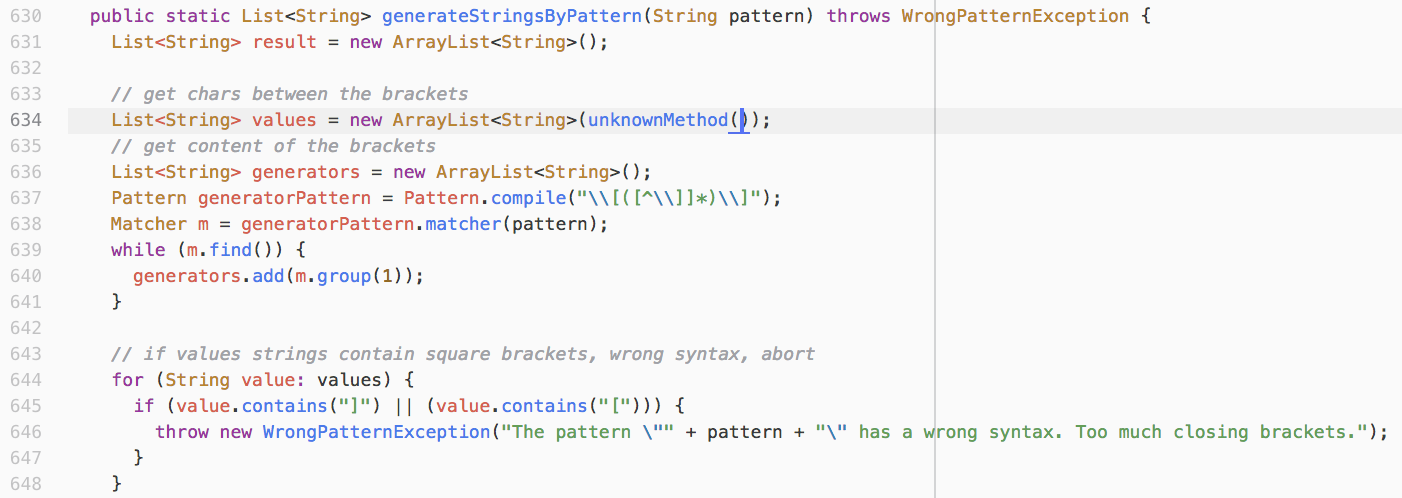 630 public static List<String> generateStringsByPattern(String pattern) throws WrongPatternException {
631 List<String> result = new ArrayList<String>();
632
633 // get chars between the brackets
634 List<String> values = new ArrayList<String>(unknownMethod());
635 // get content of the brackets
636 List<String> generators = new ArrayList<String>();
637 Pattern generatorPattern = Pattern.compile("\\[([^\\]]*)\\]");
638 Matcher m = generatorPattern.matcher(pattern);
639 while (m.find()) {
640 generators.add(m.group(1));
641 }
642
643 // if values strings contain square brackets, wrong syntax, abort
644 for (String value: values) {
645 if (value.contains("]") || (value.contains("["))) {
646 throw new WrongPatternException("The pattern \"" + pattern + "\" has a wrong syntax. Too much closing brackets.");
647 }
648 }